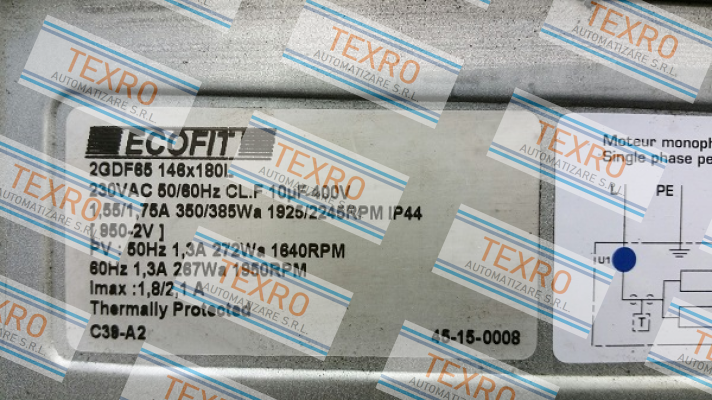 ECOFIT
2GDF65 146x180L
230VAC 50/60Hz CL.F 10µF 400V
1,55/1,75A 350/385Wa 1925/2245RPM IP44
[ 950-2V ]
PV : 50Hz 1,3A 272Wa 1640RPM
60Hz 1,3A 267Wa 1950RPM
Imax :1,8/2,1 A
Thermally Protected
C39-A2 45-15-0008
Moteur monoph
Single phase pe
L PE
U1
T
TEXRO
AUTOMATIZARE S.R.L.